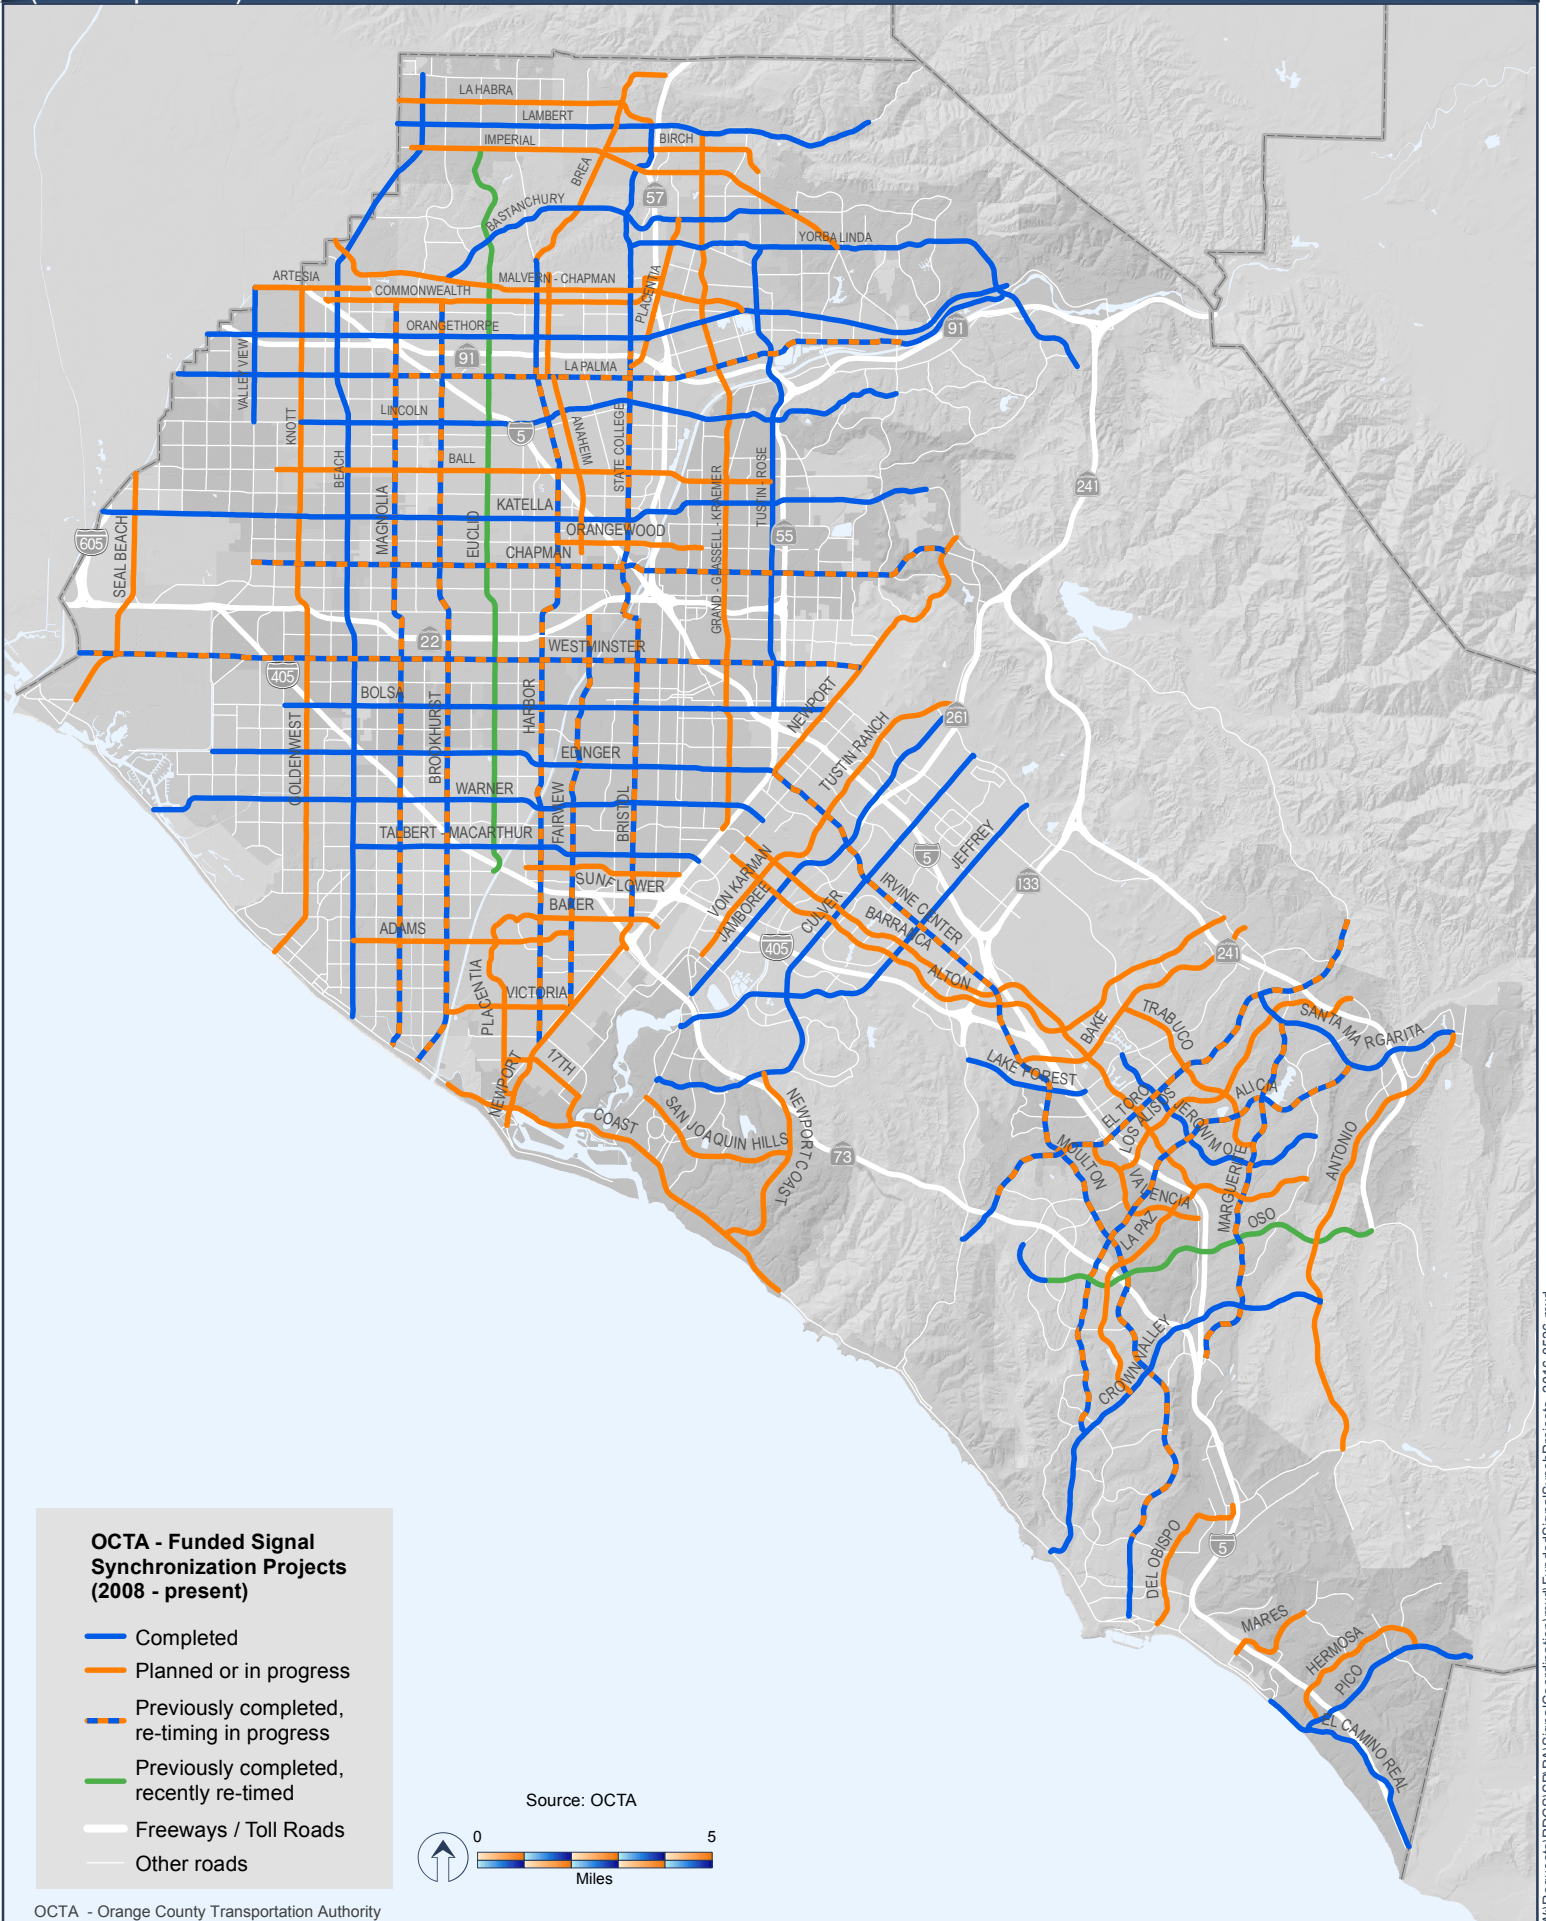 LA HABRA
LAMBERT
IMPERIAL
BIRCH
BREA
57
BASTANCHURY
YORBA LINDA
ARTESIA
MALVERN - CHAPMAN
COMMONWEALTH
PLACENTIA
ORANGETHORPE
91
91
VALLEY VIEW
LA PALMA
LINCOLN
KNOTT
5
ANAHEIM
STATE COLLEGE
BEACH
BALL
TUSTIN - ROSE
GRAND - GLASSELL - KRAEMER
241
KATELLA
MAGNOLIA
EUCLID
ORANGEWOOD
55
605
SEAL BEACH
CHAPMAN
22
WESTMINSTER
405
BOLSA
HARBOR
NEWPORT
261
BROOKHURST
GOLDENWEST
EDINGER
TUSTIN RANCH
WARNER
FAIRVIEW
BRISTOL
TALBERT - MACARTHUR
JEFFREY
5
SUNFLOWER
VON KARMAN
133
JAMBOREE
CULVER
IRVINE CENTER
BAKER
BARRANCA
ADAMS
405
241
ALTON
PLACENTIA
VICTORIA
BAKE
TRABUCO
SANTA MARGARITA
17TH
LAKE FOREST
NEWPORT
ALICIA
EL TORO
LOS ALISOS
JERONIMO
COAST
SAN JOAQUIN HILLS
NEWPORT COAST
73
MOULTON
VALENCIA
MARGUERITE
ANTONIO
LA PAZ
OSO
CROWN VALLEY
DEL OBISPO
5
MARES
HERMOSA
PICO
EL CAMINO REAL
OCTA - Funded Signal
Synchronization Projects
(2008 - present)
Completed
Planned or in progress
Previously completed,
re-timing in progress
Previously completed,
recently re-timed
Freeways / Toll Roads
Other roads
Source: OCTA
0 5
Miles
OCTA - Orange County Transportation Authority